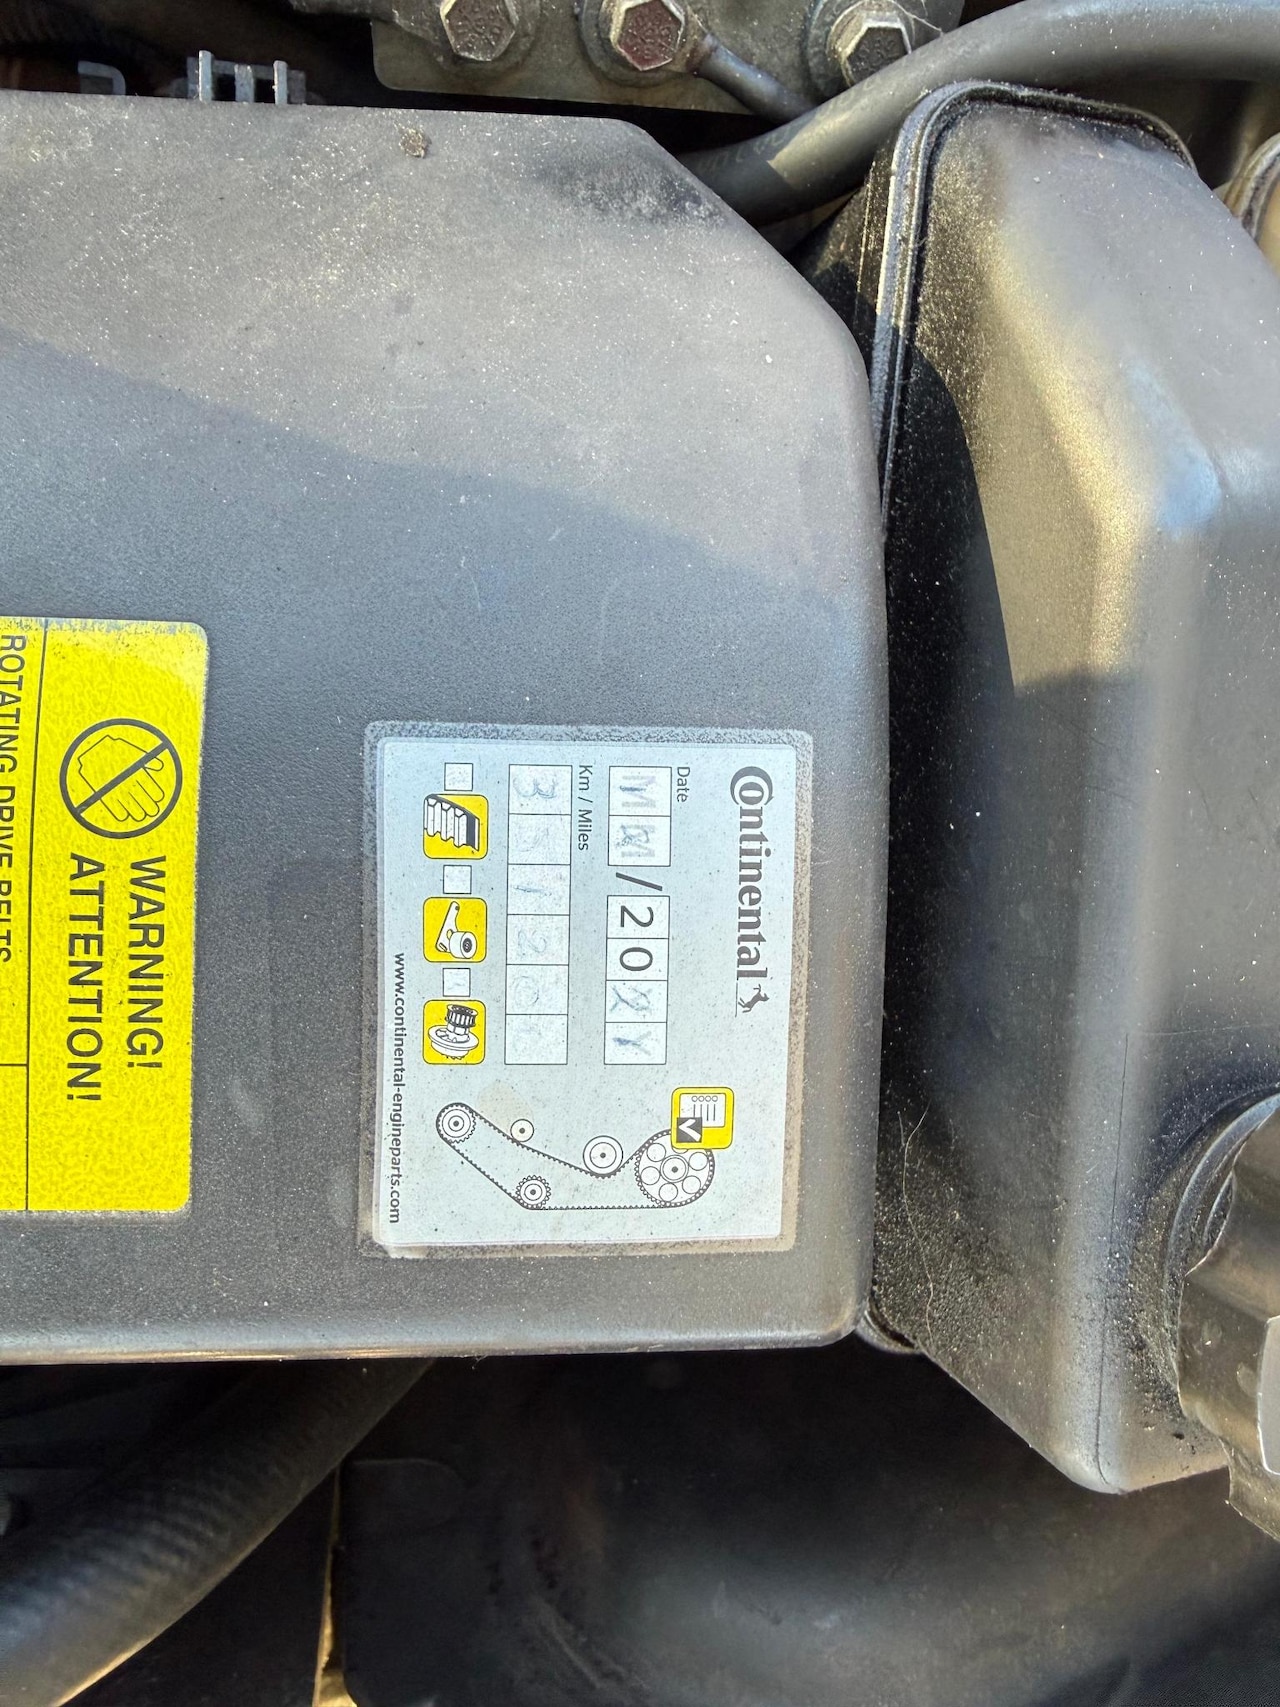 Continental
Date
MM/20
Km / Miles
www.continental-engineparts.com
WARNING!
ATTENTION!
ROTATING DRIVE BELTS